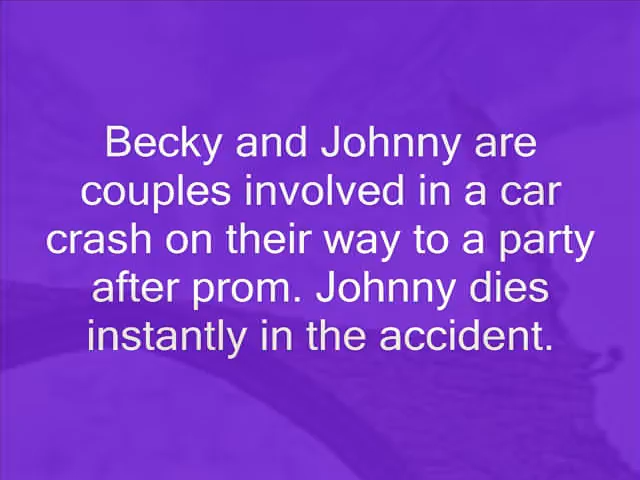 Becky and Johnny are
couples involved in a car
crash on their way to a party
after prom. Johnny dies
instantly in the accident.